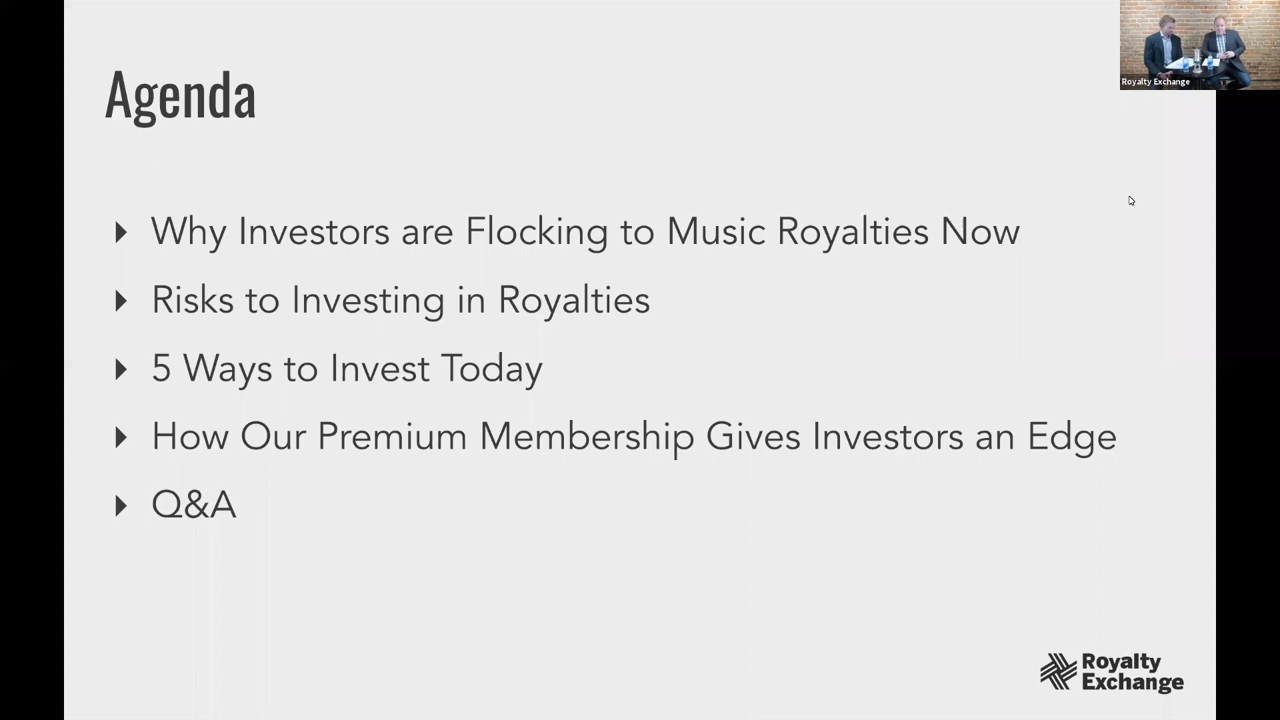 Agenda
Royalty Exchange
Why Investors are Flocking to Music Royalties Now
Risks to Investing in Royalties
5 Ways to Invest Today
How Our Premium Membership Gives Investors an Edge
Q&A
Royalty
Exchange